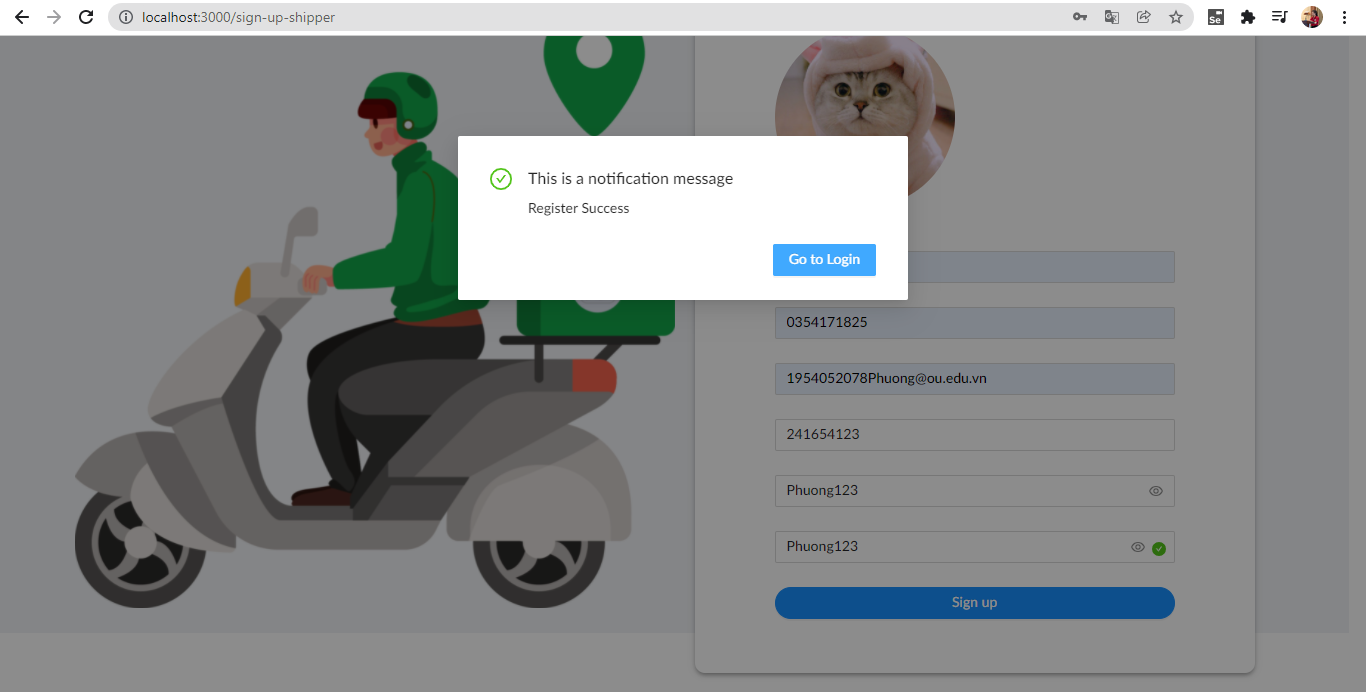 localhost:3000/sign-up-shipper
Se
This is a notification message
Register Success
Go to Login
0354171825
1954052078Phuong@ou.edu.vn
241654123
Phuong123
Phuong123
Sign up